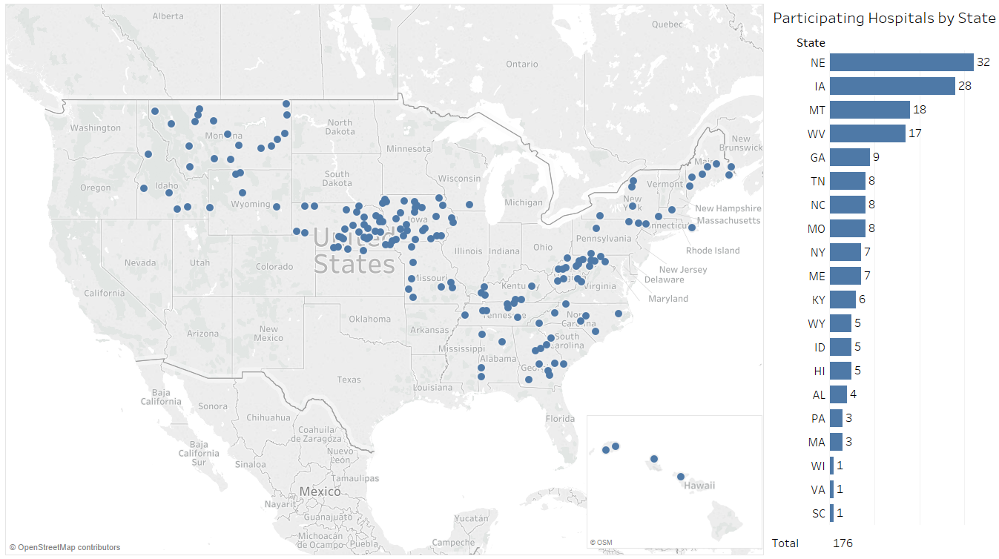 Alberta
Quebec
Ontario
Washington
Montana
North
Dakota
Minnesota
New
Brunswick
Maine
Oregon
Idaho
South
Dakota
Wisconsin
Vermont
Wyoming
Michigan
New
York
New Hampshire
Massachusetts
Iowa
Connecticut
United
States
Pennsylvania
Rhode Island
Nevada
Utah
Colorado
Illinois
Indiana
Ohio
New Jersey
Delaware
Missouri
Kentucky
Virginia
Virginia
Maryland
California
Oklahoma
Tennessee
North
Carolina
Arizona
New
Mexico
Arkansas
South
Carolina
Mississippi
Alabama
Georgia
Texas
Louisiana
Baja
California
Sonora
Chihuahua
Florida
Coahuila
de Zaragoza
Baja
California
Sur
Sinaloa
Nuevo
León
Tamaulipas
Mexico
Hawaii
Nayarit
Guanajuato
Yucatán
Michoacán
de Ocampo
Puebla
Campeche
© OpenStreetMap contributors
© OSM
Participating Hospitals by State
State
NE 32
IA 28
MT 18
WV 17
GA 9
TN 8
NC 8
MO 8
NY 7
ME 7
KY 6
WY 5
ID 5
HI 5
AL 4
PA 3
MA 3
WI 1
VA 1
SC 1
Total 176